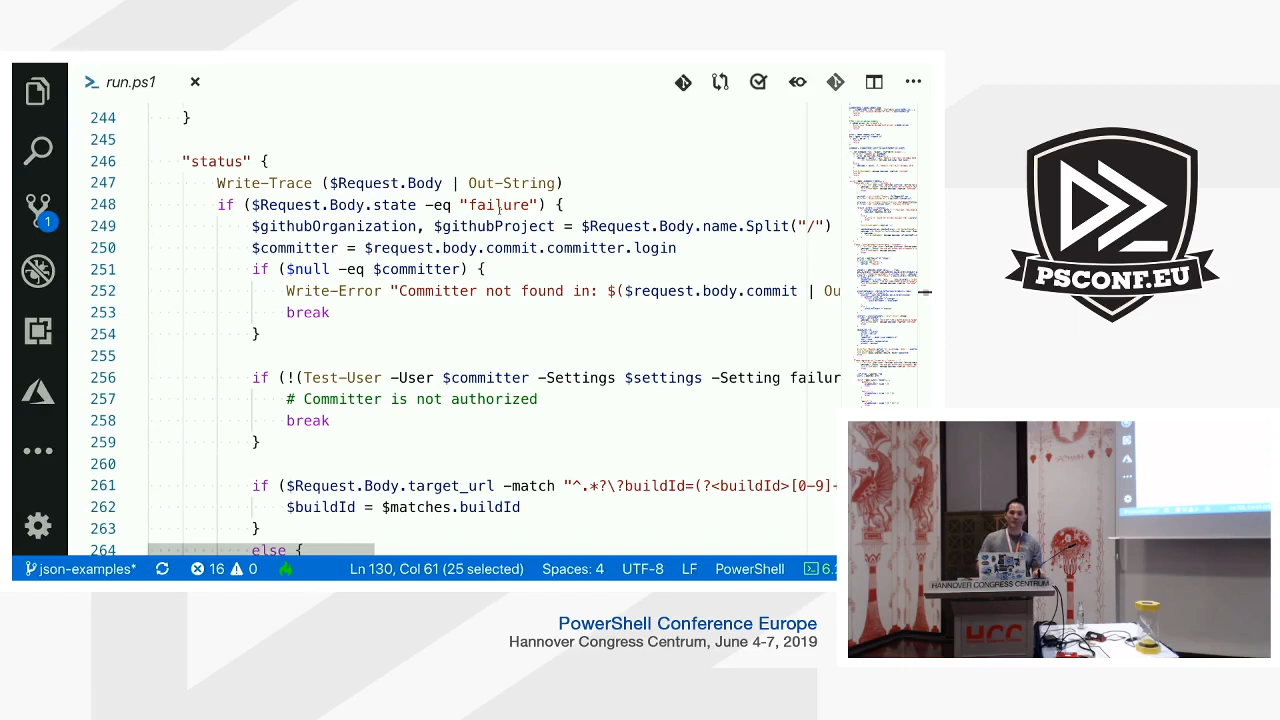 run.ps1
244 }
245
246 "status" {
247 Write-Trace ($Request.Body | Out-String)
248 if ($Request.Body.state -eq "failure") {
249 $githubOrganization, $githubProject = $Request.Body.name.Split("/")
250 $committer = $request.body.commit.committer.login
251 if ($null -eq $committer) {
252 Write-Error "Committer not found in: $($request.body.commit | Ou
253 break
254 }
255
256 if (!(Test-User -User $committer -Settings $settings -Setting failur
257 # Committer is not authorized
258 break
259 }
260
261 if ($Request.Body.target_url -match "^.*?\?buildId=(?<buildId>[0-9]+
262 $buildId = $matches.buildId
263 }
264 else {
1
json-examples* 16 0 Ln 130, Col 61 (25 selected) Spaces: 4 UTF-8 LF PowerShell 6.
PSCONF.EU
HANNOVER CONGRESS CENTRUM
HCC
PowerShell Conference Europe
Hannover Congress Centrum, June 4-7, 2019